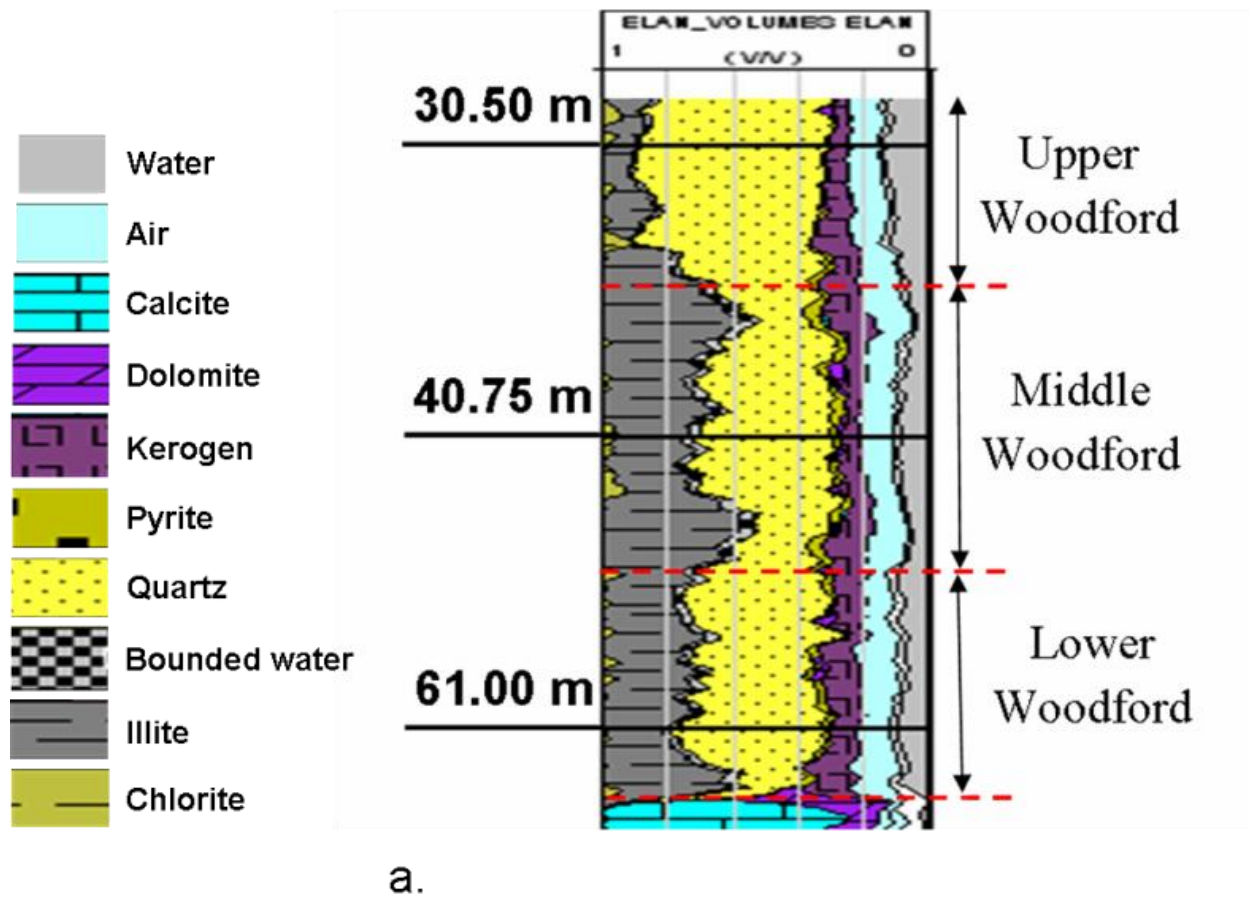 ELAN_VOLUMES ELAN
1 (V/V) 0
30.50 m
40.75 m
61.00 m
Water
Air
Calcite
Dolomite
Kerogen
Pyrite
Quartz
Bounded water
Illite
Chlorite
Upper
Woodford
Middle
Woodford
Lower
Woodford
a.